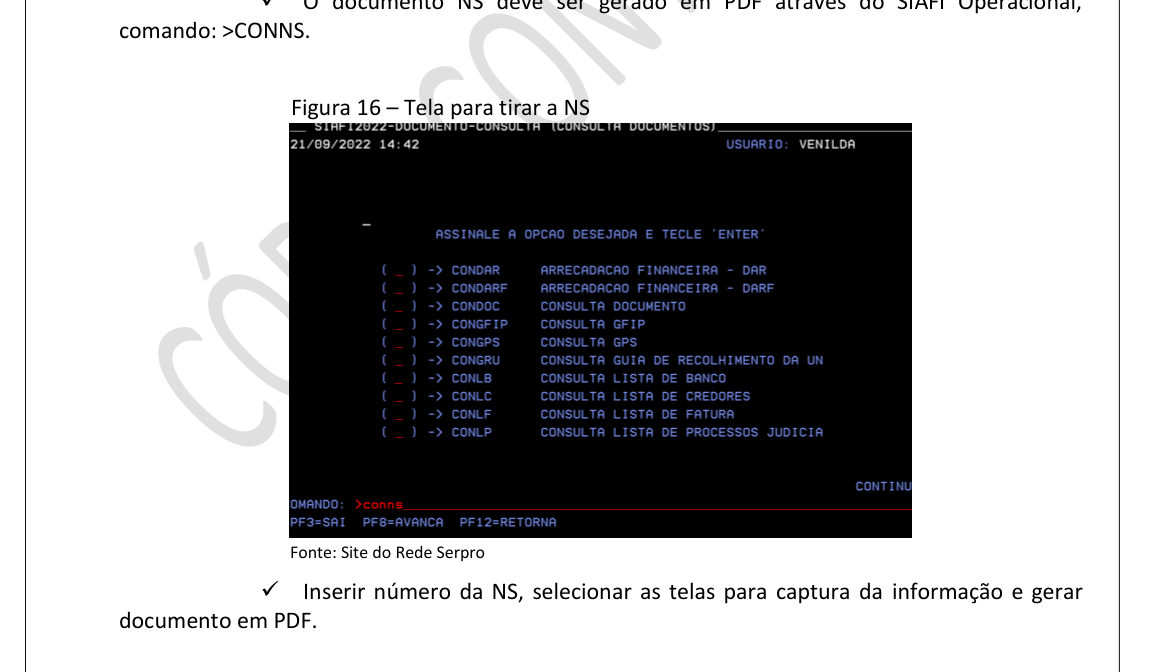 ✓ O documento NS deve ser gerado em PDF através do SIAFI Operacional,
comando: >CONNS.
Figura 16 – Tela para tirar a NS
__ SIAFI2022-DOCUMENTO-CONSULTA (CONSULTA DOCUMENTOS)
21/09/2022 14:42 USUARIO: VENILDA
ASSINALE A OPCAO DESEJADA E TECLE 'ENTER'
( _ ) -> CONDAR ARRECADACAO FINANCEIRA - DAR
( _ ) -> CONDARF ARRECADACAO FINANCEIRA - DARF
( _ ) -> CONDOC CONSULTA DOCUMENTO
( _ ) -> CONGFIP CONSULTA GFIP
( _ ) -> CONGPS CONSULTA GPS
( _ ) -> CONGRU CONSULTA GUIA DE RECOLHIMENTO DA UN
( _ ) -> CONLB CONSULTA LISTA DE BANCO
( _ ) -> CONLC CONSULTA LISTA DE CREDORES
( _ ) -> CONLF CONSULTA LISTA DE FATURA
( _ ) -> CONLP CONSULTA LISTA DE PROCESSOS JUDICIA
CONTINU
OMANDO: >conns
PF3=SAI PF8=AVANCA PF12=RETORNA
Fonte: Site do Rede Serpro
✓ Inserir número da NS, selecionar as telas para captura da informação e gerar
documento em PDF.